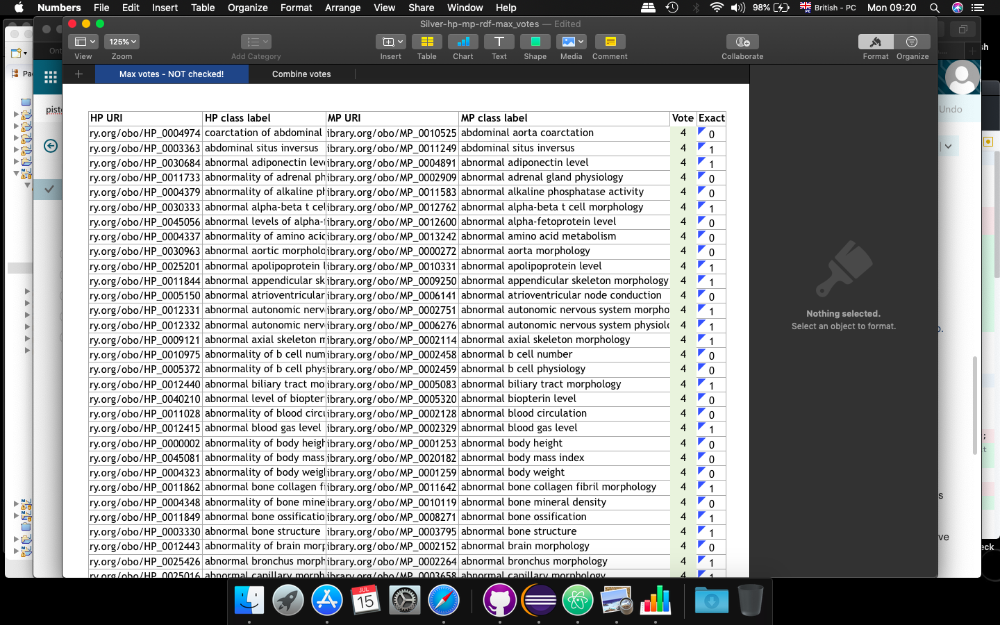 Numbers File Edit Insert Table Organize Format Arrange View Share Window Help 98% British - PC Mon 09:20
Silver-hp-mp-rdf-max_votes — Edited
125%
View Zoom Add Category Insert Table Chart Text Shape Media Comment Collaborate Format Organize
Max votes - NOT checked! Combine votes
Undo
HP URI HP class label MP URI MP class label Vote Exact
ry.org/obo/HP_0004974 coarctation of abdominal ibrary.org/obo/MP_0010525 abdominal aorta coarctation 4 0
ry.org/obo/HP_0003363 abdominal situs inversus ibrary.org/obo/MP_0011249 abdominal situs inversus 4 1
ry.org/obo/HP_0030684 abnormal adiponectin lev ibrary.org/obo/MP_0004891 abnormal adiponectin level 4 1
ry.org/obo/HP_0011733 abnormality of adrenal ph ibrary.org/obo/MP_0002909 abnormal adrenal gland physiology 4 0
ry.org/obo/HP_0004379 abnormality of alkaline pl ibrary.org/obo/MP_0011583 abnormal alkaline phosphatase activity 4 0
ry.org/obo/HP_0030333 abnormal alpha-beta t cel ibrary.org/obo/MP_0012762 abnormal alpha-beta t cell morphology 4 1
ry.org/obo/HP_0045056 abnormal levels of alpha- ibrary.org/obo/MP_0012600 abnormal alpha-fetoprotein level 4 0
ry.org/obo/HP_0004337 abnormality of amino acid ibrary.org/obo/MP_0013242 abnormal amino acid metabolism 4 0
ry.org/obo/HP_0030963 abnormal aortic morpholo ibrary.org/obo/MP_0000272 abnormal aorta morphology 4 0
ry.org/obo/HP_0025201 abnormal apolipoprotein l ibrary.org/obo/MP_0010331 abnormal apolipoprotein level 4 1
ry.org/obo/HP_0011844 abnormal appendicular sk ibrary.org/obo/MP_0009250 abnormal appendicular skeleton morphology 4 1
ry.org/obo/HP_0005150 abnormal atrioventricular ibrary.org/obo/MP_0006141 abnormal atrioventricular node conduction 4 0
ry.org/obo/HP_0012331 abnormal autonomic nerv ibrary.org/obo/MP_0002751 abnormal autonomic nervous system morpho 4 1
ry.org/obo/HP_0012332 abnormal autonomic nerv ibrary.org/obo/MP_0006276 abnormal autonomic nervous system physiol 4 1
ry.org/obo/HP_0009121 abnormal axial skeleton m ibrary.org/obo/MP_0002114 abnormal axial skeleton morphology 4 1
ry.org/obo/HP_0010975 abnormality of b cell num ibrary.org/obo/MP_0002458 abnormal b cell number 4 0
ry.org/obo/HP_0005372 abnormality of b cell phys ibrary.org/obo/MP_0002459 abnormal b cell physiology 4 0
ry.org/obo/HP_0012440 abnormal biliary tract mo ibrary.org/obo/MP_0005083 abnormal biliary tract morphology 4 1
ry.org/obo/HP_0040210 abnormal level of biopter ibrary.org/obo/MP_0005320 abnormal biopterin level 4 0
ry.org/obo/HP_0011028 abnormality of blood circu ibrary.org/obo/MP_0002128 abnormal blood circulation 4 0
ry.org/obo/HP_0012415 abnormal blood gas level ibrary.org/obo/MP_0002329 abnormal blood gas level 4 1
ry.org/obo/HP_0000002 abnormality of body heigh ibrary.org/obo/MP_0001253 abnormal body height 4 0
ry.org/obo/HP_0045081 abnormality of body mass ibrary.org/obo/MP_0020182 abnormal body mass index 4 0
ry.org/obo/HP_0004323 abnormality of body weig ibrary.org/obo/MP_0001259 abnormal body weight 4 0
ry.org/obo/HP_0011862 abnormal bone collagen fi ibrary.org/obo/MP_0011642 abnormal bone collagen fibril morphology 4 1
ry.org/obo/HP_0004348 abnormality of bone mine ibrary.org/obo/MP_0010119 abnormal bone mineral density 4 0
ry.org/obo/HP_0011849 abnormal bone ossificatio ibrary.org/obo/MP_0008271 abnormal bone ossification 4 1
ry.org/obo/HP_0003330 abnormal bone structure ibrary.org/obo/MP_0003795 abnormal bone structure 4 1
ry.org/obo/HP_0012443 abnormality of brain morp ibrary.org/obo/MP_0002152 abnormal brain morphology 4 0
ry.org/obo/HP_0025426 abnormal bronchus morph ibrary.org/obo/MP_0002264 abnormal bronchus morphology 4 1
ry.org/obo/HP_0025016 abnormal capillary morph ibrary.org/obo/MP_0003658 abnormal capillary morphology 4 1
Nothing selected.
Select an object to format.
JUL
15